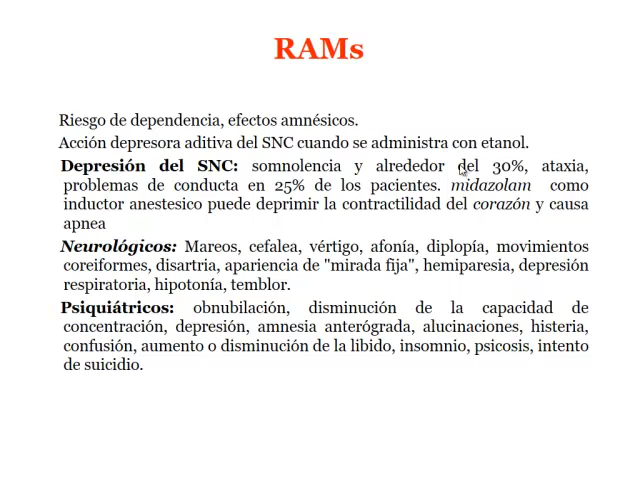 RAMs
Riesgo de dependencia, efectos amnésicos.
Acción depresora aditiva del SNC cuando se administra con etanol.
Depresión del SNC: somnolencia y alrededor del 30%, ataxia,
problemas de conducta en 25% de los pacientes. midazolam como
inductor anestesico puede deprimir la contractilidad del corazón y causa
apnea
Neurológicos: Mareos, cefalea, vértigo, afonía, diplopía, movimientos
coreiformes, disartria, apariencia de "mirada fija", hemiparesia, depresión
respiratoria, hipotonía, temblor.
Psiquiátricos: obnubilación, disminución de la capacidad de
concentración, depresión, amnesia anterógrada, alucinaciones, histeria,
confusión, aumento o disminución de la libido, insomnio, psicosis, intento
de suicidio.